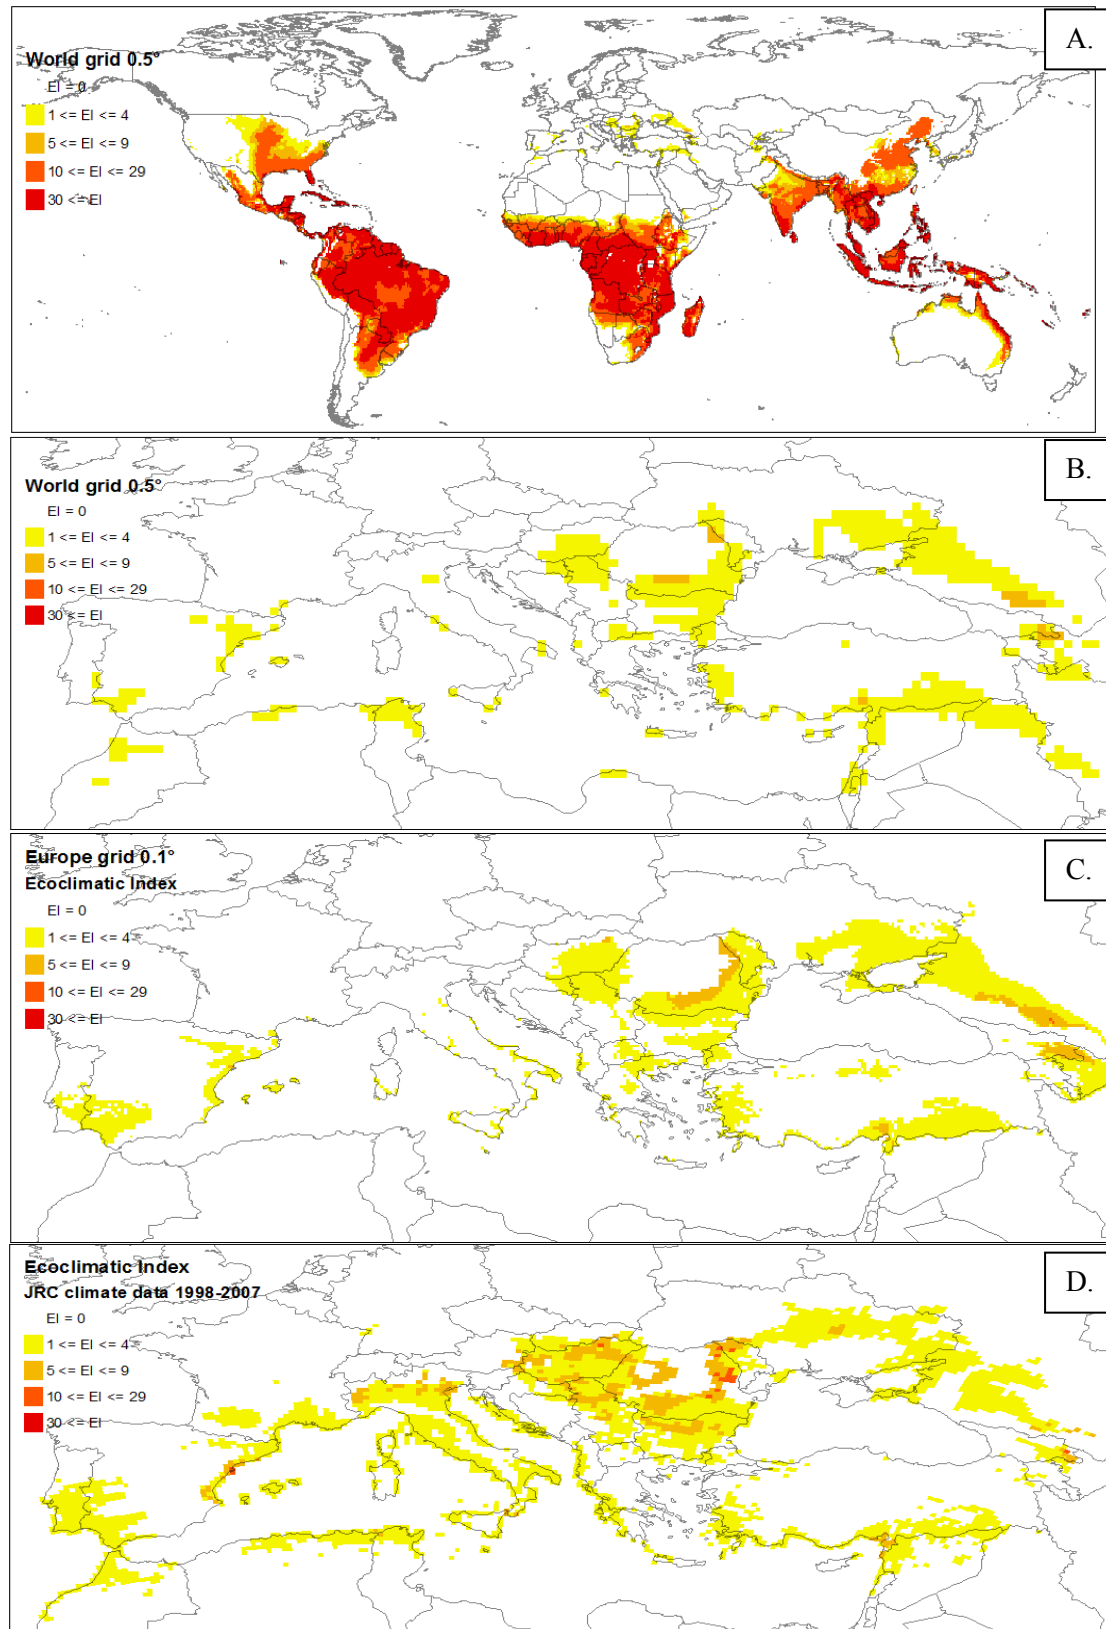 A.
World grid 0.5°
EI = 0
1 <= EI <= 4
5 <= EI <= 9
10 <= EI <= 29
30 <= EI
B.
World grid 0.5°
EI = 0
1 <= EI <= 4
5 <= EI <= 9
10 <= EI <= 29
30 <= EI
C.
Europe grid 0.1°
Ecoclimatic Index
EI = 0
1 <= EI <= 4
5 <= EI <= 9
10 <= EI <= 29
30 <= EI
D.
Ecoclimatic Index
JRC climate data 1998-2007
EI = 0
1 <= EI <= 4
5 <= EI <= 9
10 <= EI <= 29
30 <= EI